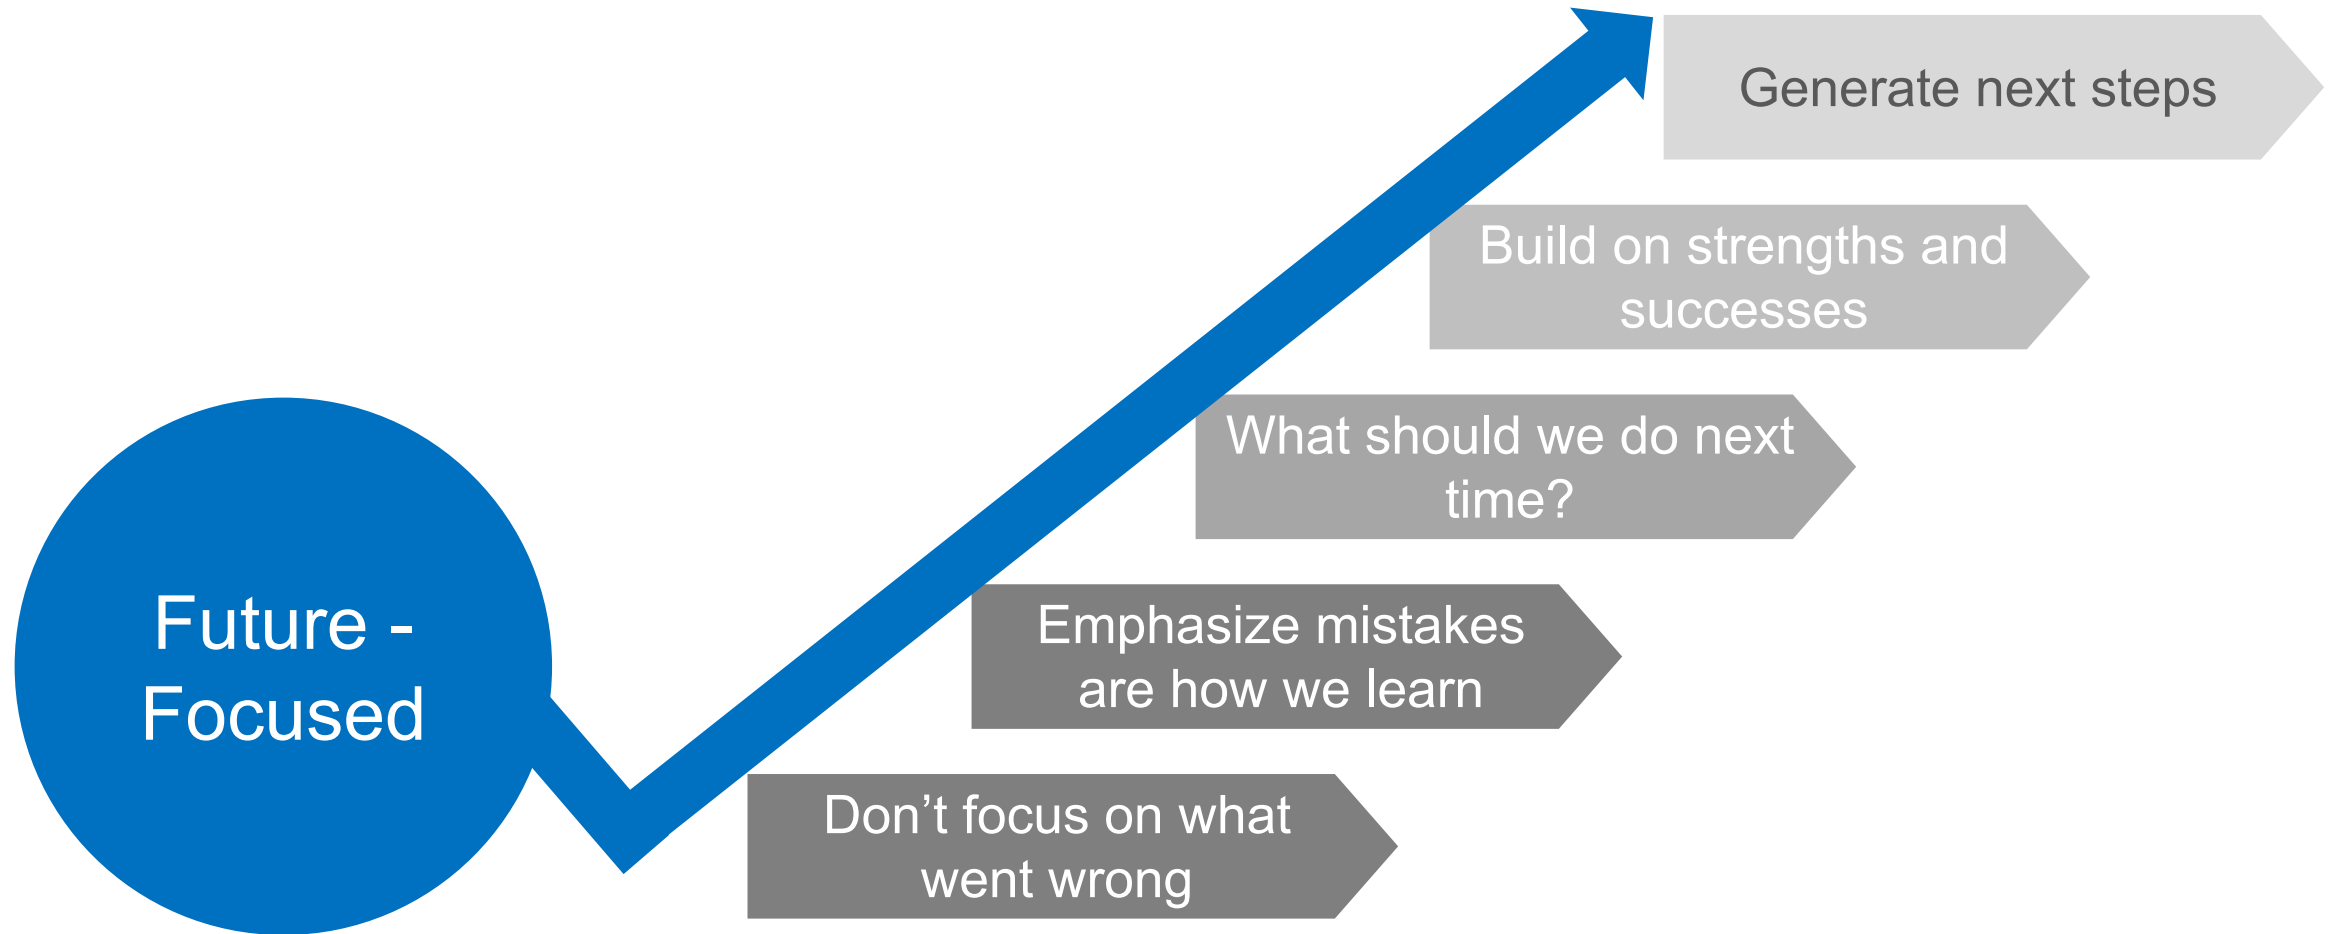 Generate next steps
Build on strengths and
successes
What should we do next
time?
Future -
Focused
Emphasize mistakes
are how we learn
Don’t focus on what
went wrong